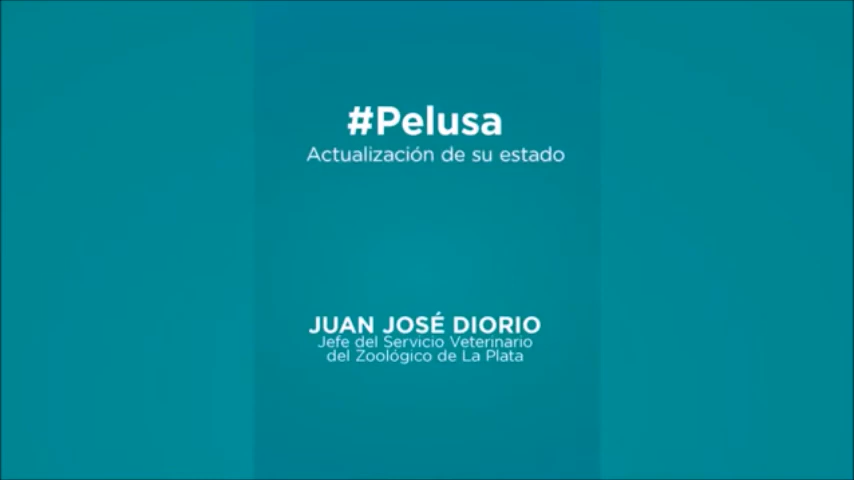 #Pelusa
Actualización de su estado
JUAN JOSÉ DIORIO
Jefe del Servicio Veterinario
del Zoológico de La Plata